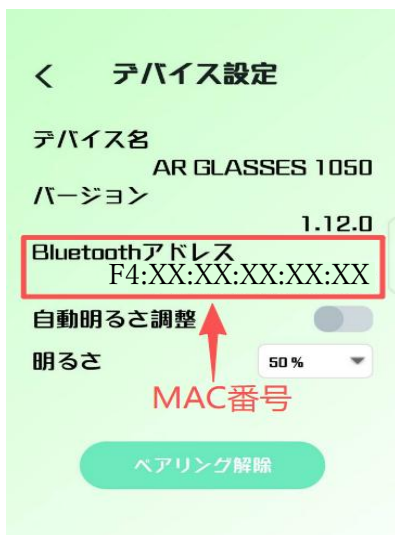 デバイス設定
デバイス名
AR GLASSES 1050
バージョン
1.12.0
Bluetoothアドレス
F4:XX:XX:XX:XX:XX
自動明るさ調整
明るさ
50 %
MAC番号
ペアリング解除